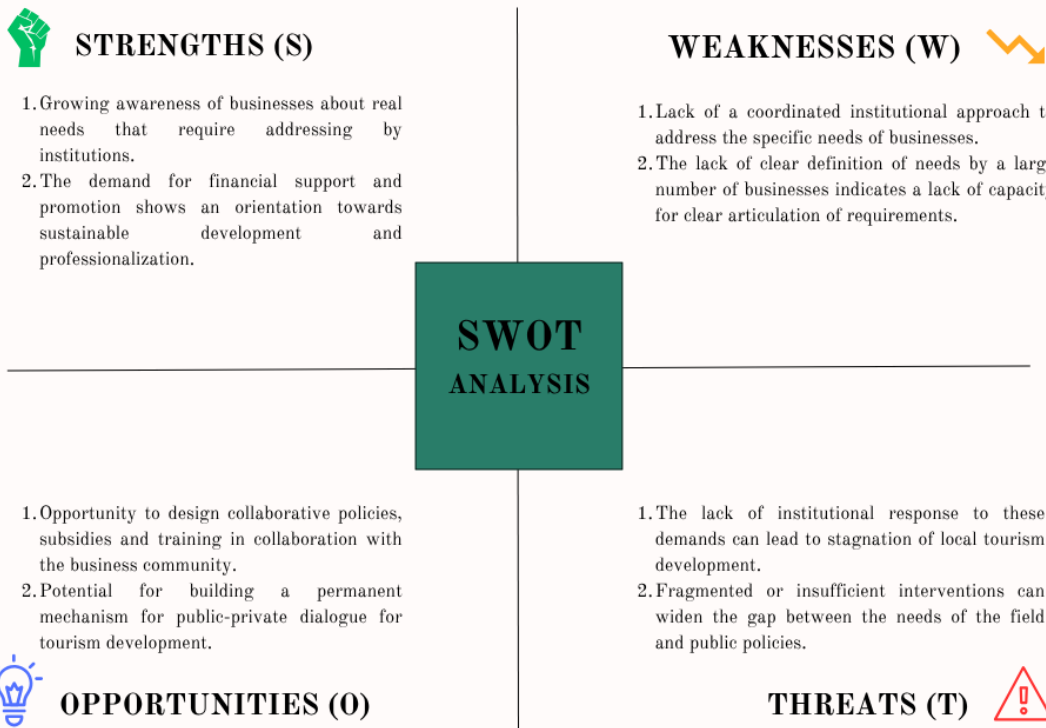 STRENGTHS (S)
1. Growing awareness of businesses about real
needs that require addressing by
institutions.
2. The demand for financial support and
promotion shows an orientation towards
sustainable development and
professionalization.
WEAKNESSES (W)
1. Lack of a coordinated institutional approach t
address the specific needs of businesses.
2. The lack of clear definition of needs by a larg
number of businesses indicates a lack of capacit
for clear articulation of requirements.
SWOT
ANALYSIS
1. Opportunity to design collaborative policies,
subsidies and training in collaboration with
the business community.
2. Potential for building a permanent
mechanism for public-private dialogue for
tourism development.
OPPORTUNITIES (O)
1. The lack of institutional response to these
demands can lead to stagnation of local tourism
development.
2. Fragmented or insufficient interventions can
widen the gap between the needs of the field
and public policies.
THREATS (T)